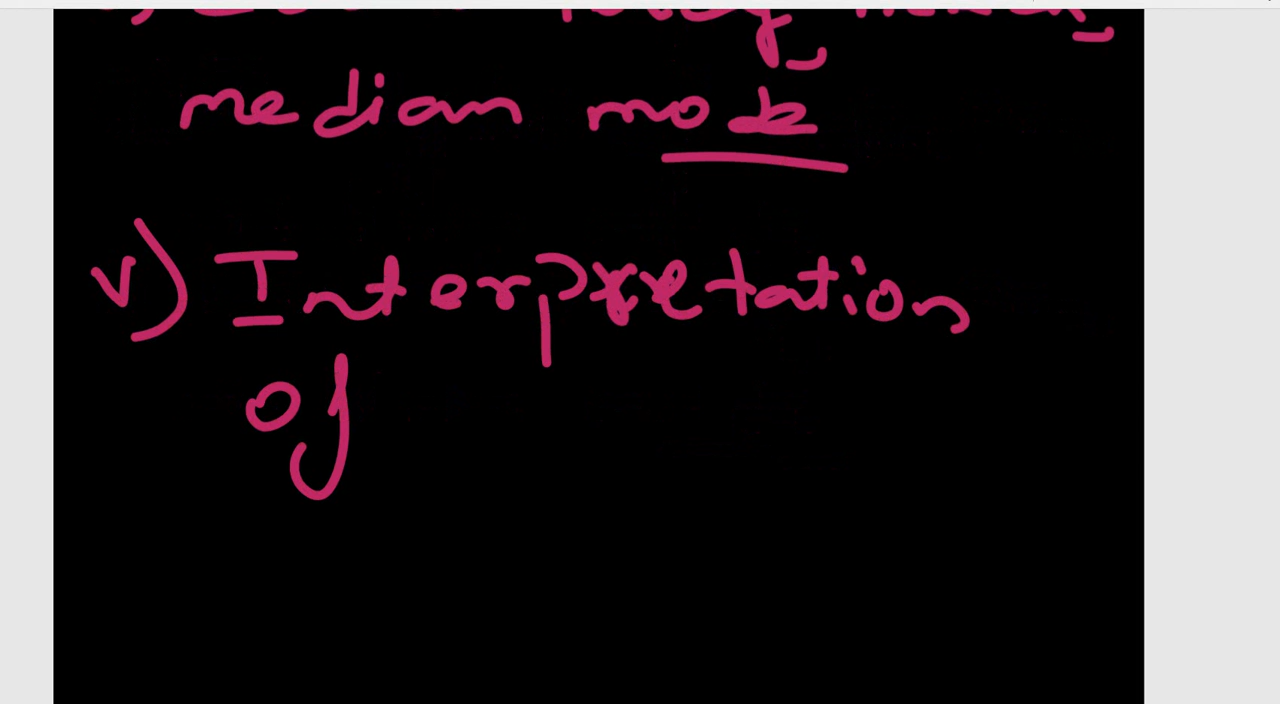 median mode
v) Interpretation
of